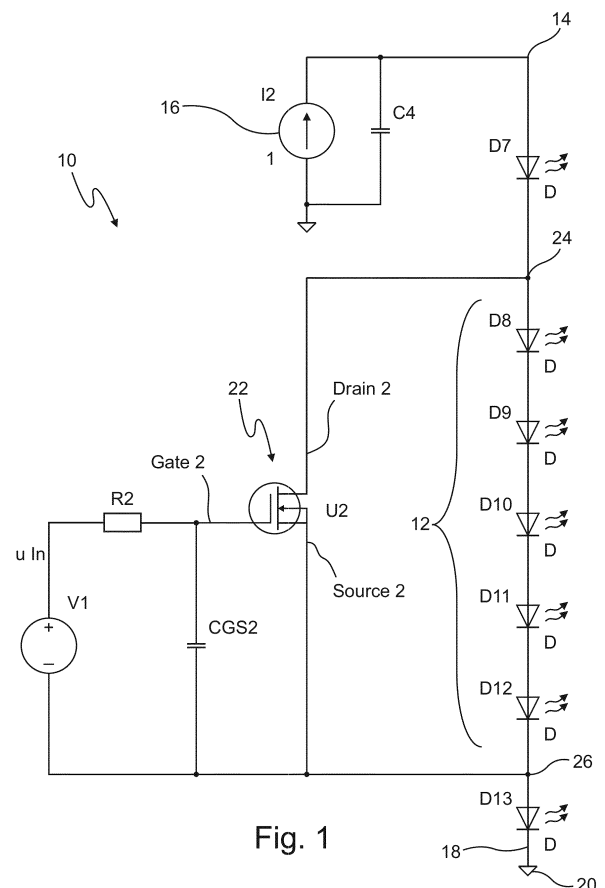 14
I2
16
C4
1
D7
D
10
24
D8
D
22
Drain 2
D9
D
Gate 2
R2
U2
D10
12
D
u In
Source 2
V1
D11
D
+
CGS2
–
D12
D
26
D13
Fig. 1
18
D
20